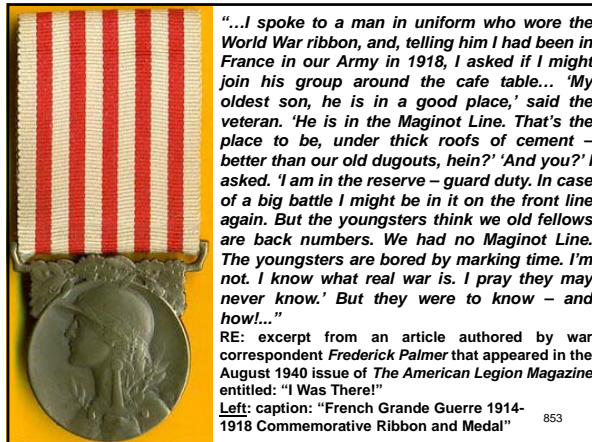 “…I spoke to a man in uniform who wore the
World War ribbon, and, telling him I had been in
France in our Army in 1918, I asked if I might
join his group around the cafe table… ‘My
oldest son, he is in a good place,’ said the
veteran. ‘He is in the Maginot Line. That’s the
place to be, under thick roofs of cement –
better than our old dugouts, hein?’ ‘And you?’ I
asked. ‘I am in the reserve – guard duty. In case
of a big battle I might be in it on the front line
again. But the youngsters think we old fellows
are back numbers. We had no Maginot Line.
The youngsters are bored by marking time. I’m
not. I know what real war is. I pray they may
never know.’ But they were to know – and
how!...”
RE: excerpt from an article authored by war
correspondent Frederick Palmer that appeared in the
August 1940 issue of The American Legion Magazine
entitled: “I Was There!”
Left: caption: “French Grande Guerre 1914-
1918 Commemorative Ribbon and Medal”
853